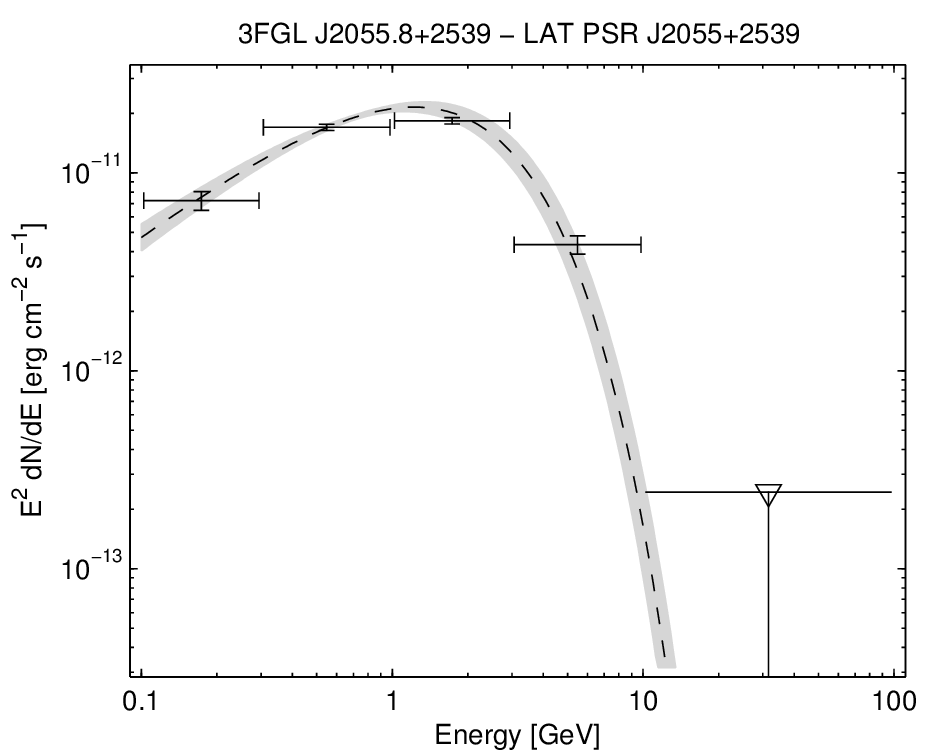 3FGL J2055.8+2539 − LAT PSR J2055+2539
E² dN/dE [erg cm⁻² s⁻¹]
10⁻¹¹
10⁻¹²
10⁻¹³
0.1 1 10 100
Energy [GeV]